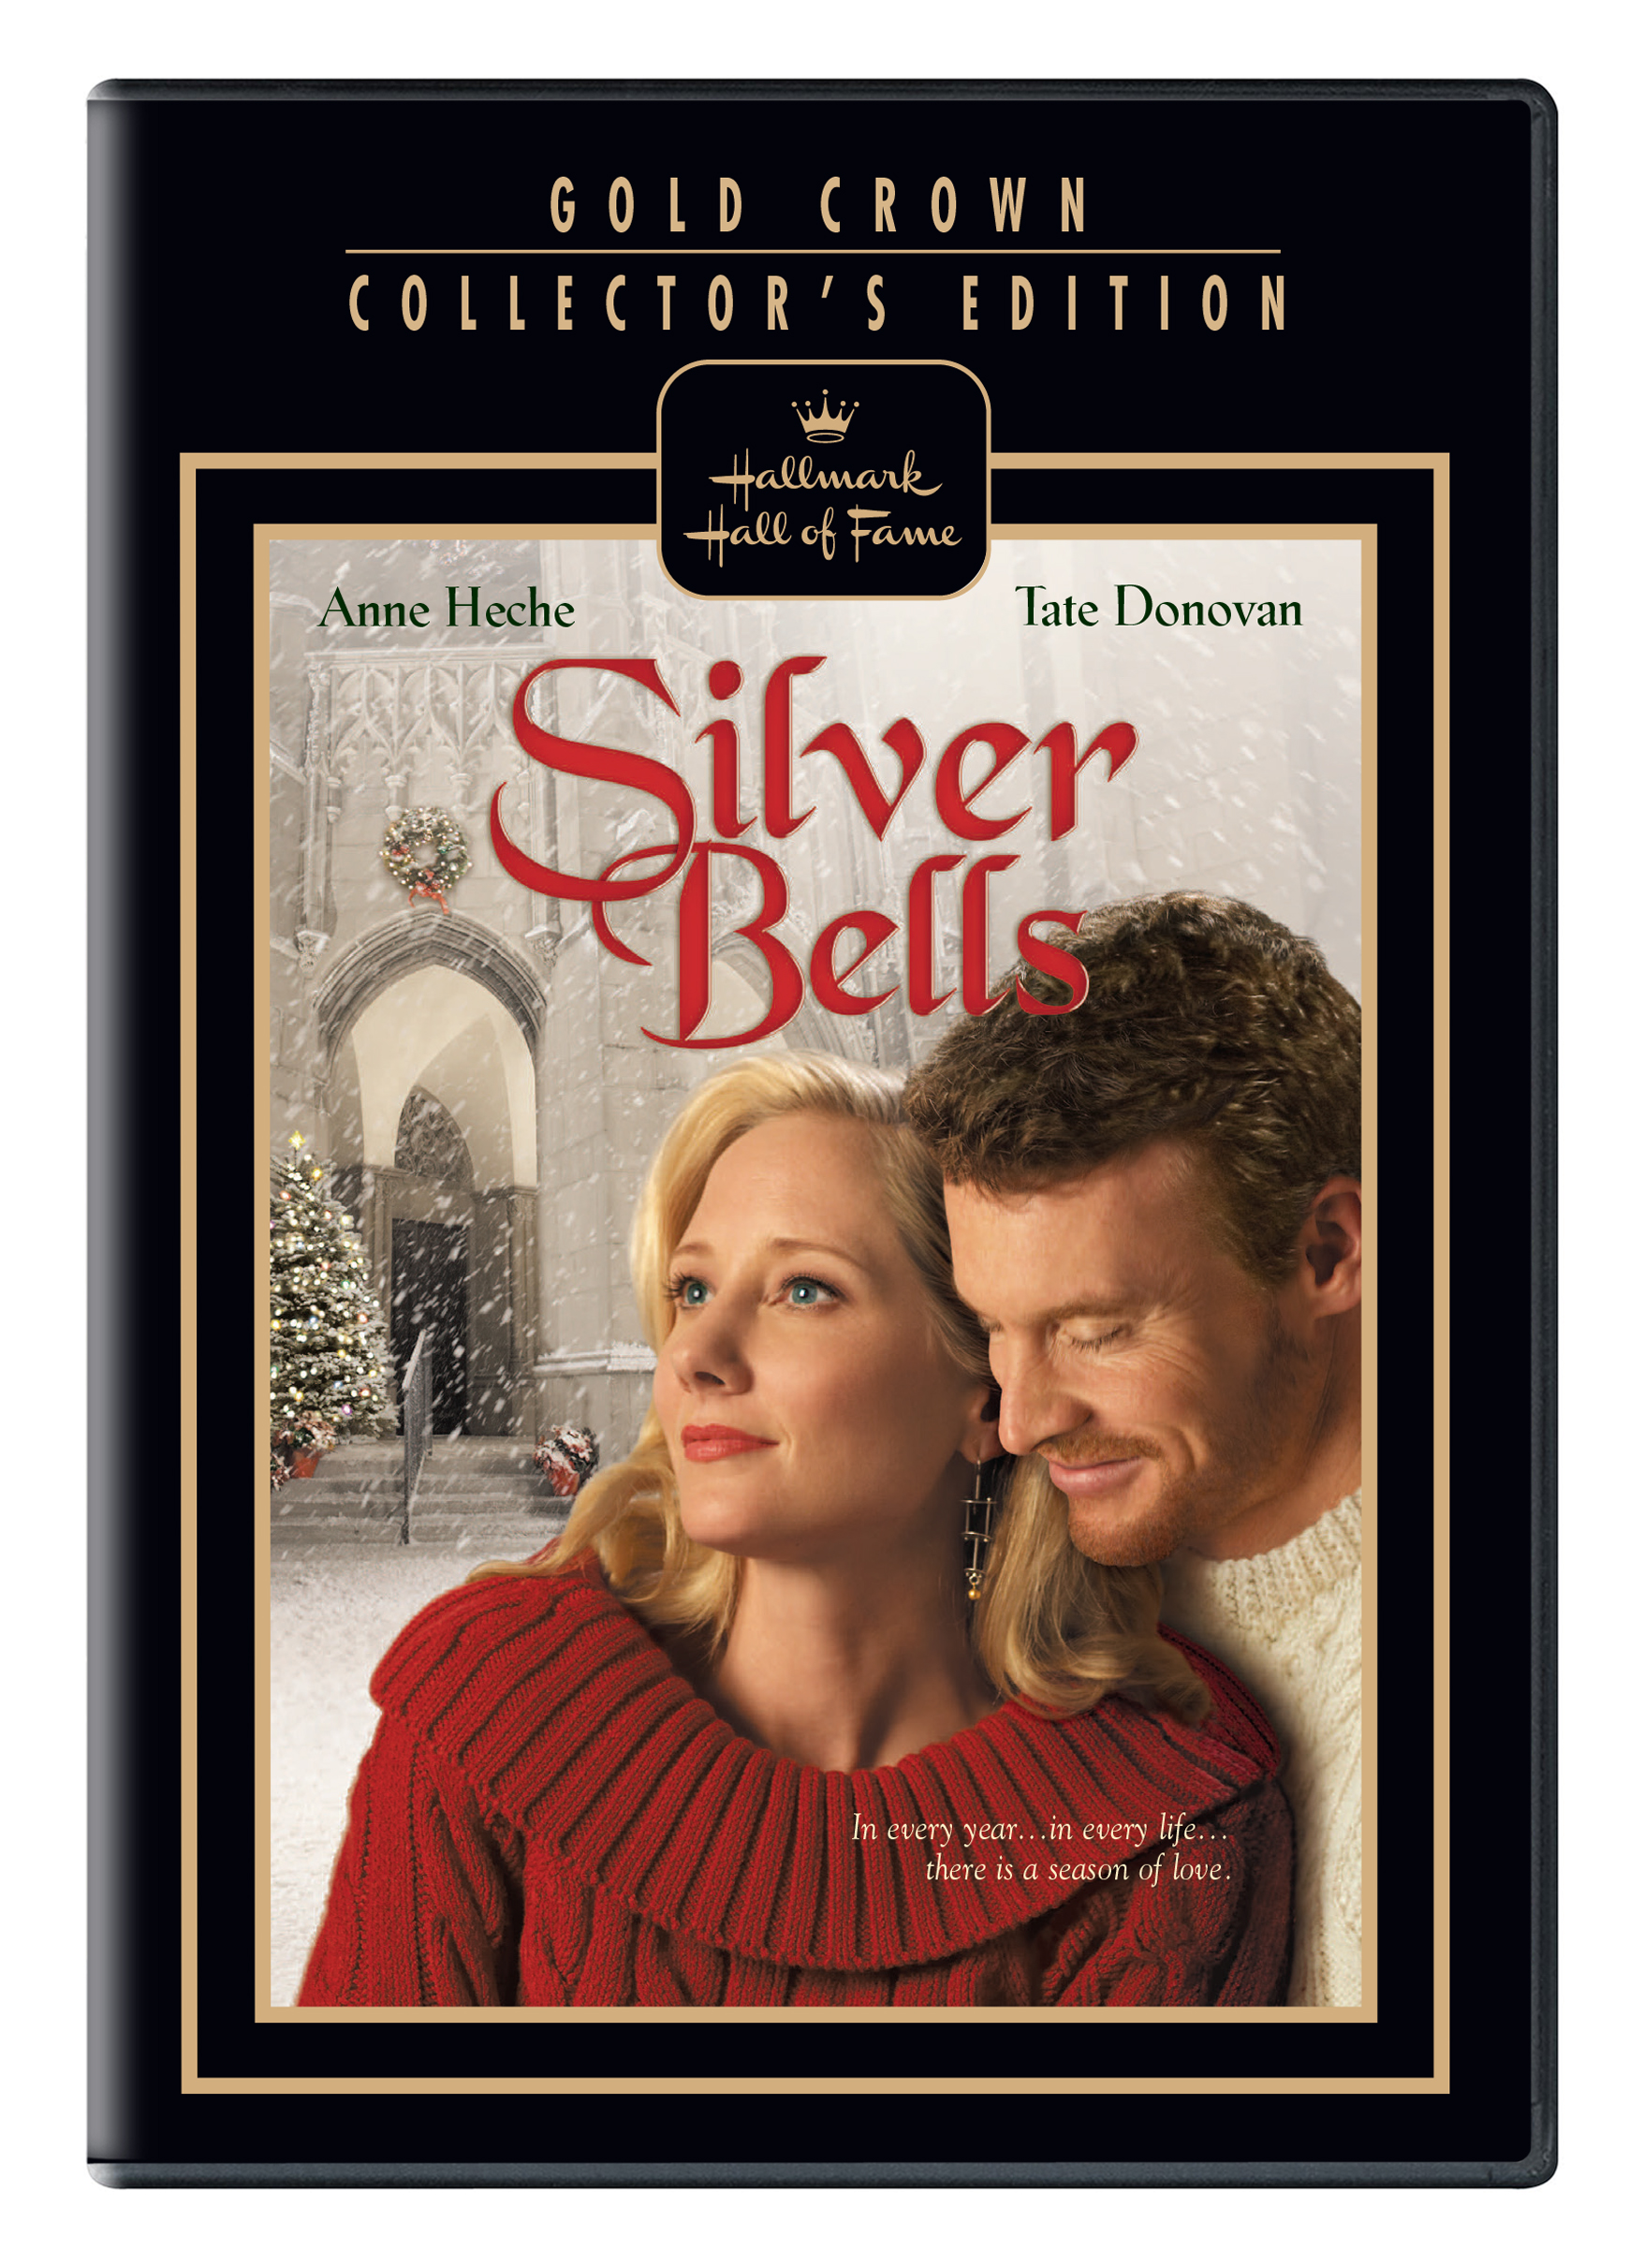 GOLD CROWN
COLLECTOR'S EDITION
Hallmark
Hall of Fame
Anne Heche
Tate Donovan
Silver
Bells
In every year...in every life...
there is a season of love.